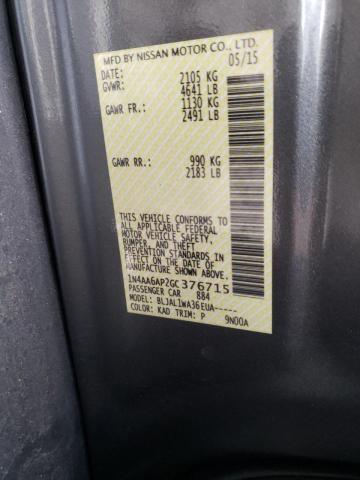 MFD BY NISSAN MOTOR CO., LTD.
DATE: 05/15
GVWR: 2105 KG
4641 LB
GAWR FR.: 1130 KG
2491 LB
GAWR RR.: 990 KG
2183 LB
THIS VEHICLE CONFORMS TO
ALL APPLICABLE FEDERAL
MOTOR VEHICLE SAFETY,
BUMPER, AND THEFT
PREVENTION STANDARDS
IN EFFECT ON THE DATE OF
MANUFACTURE SHOWN ABOVE.
1N4AA6AP2GC376715
PASSENGER CAR 884
MODEL: BLJAL1WA36EUA-----
COLOR: KAD TRIM: P 9N00A